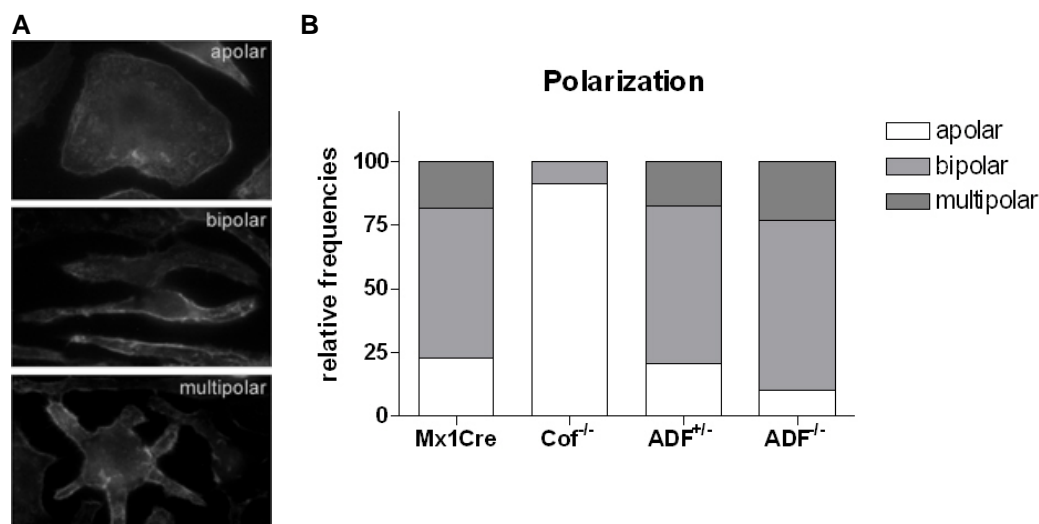 A
apolar
bipolar
multipolar
B
Polarization
relative frequencies
100
75
50
25
0
Mx1Cre
Cof-/-
ADF+/-
ADF-/-
apolar
bipolar
multipolar